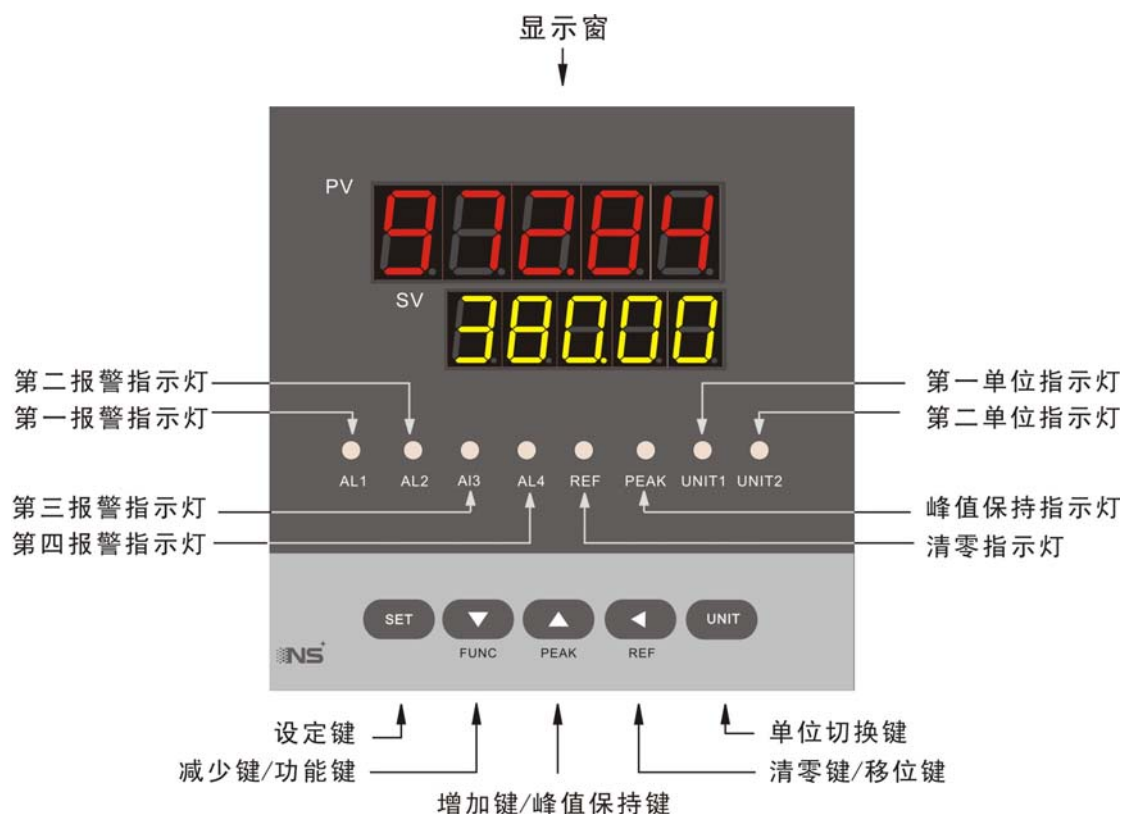 显示窗
PV
972.84
SV
380.00
第二报警指示灯
第一单位指示灯
第一报警指示灯
第二单位指示灯
AL1 AL2 AI3 AL4 REF PEAK UNIT1 UNIT2
第三报警指示灯
峰值保持指示灯
第四报警指示灯
清零指示灯
SET UNIT
FUNC PEAK REF
NS+
设定键
单位切换键
减少键/功能键
清零键/移位键
增加键/峰值保持键